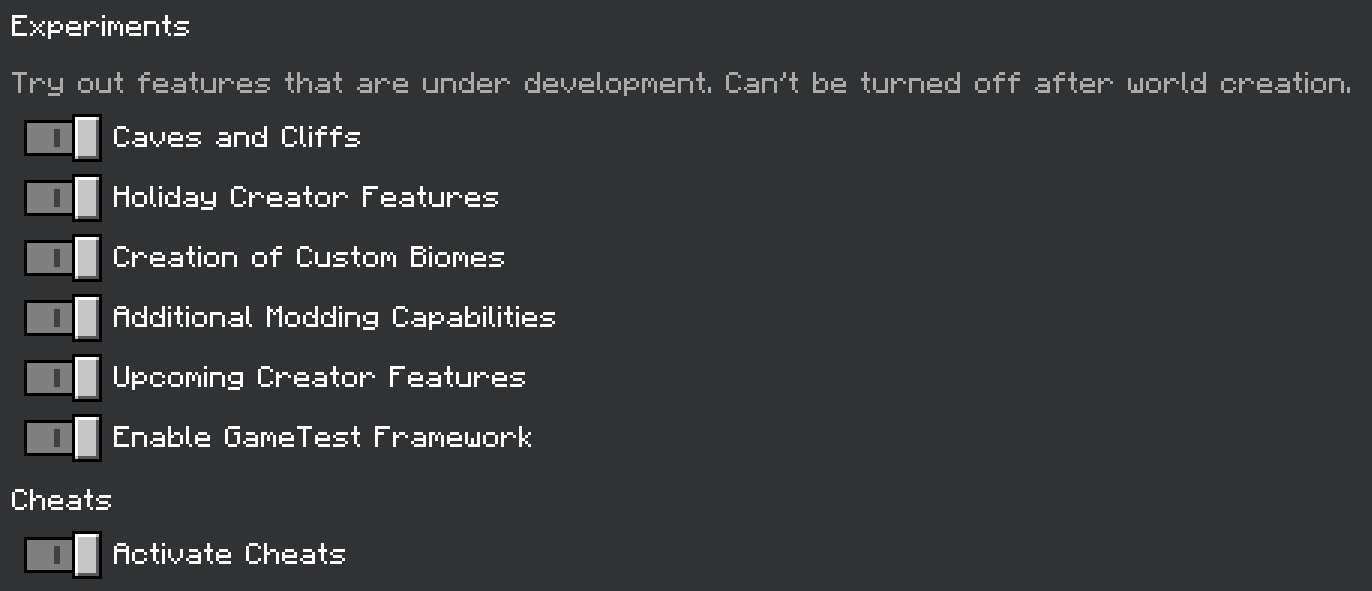 Experiments
Try out features that are under development. Can't be turned off after world creation.
Caves and Cliffs
Holiday Creator Features
Creation of Custom Biomes
Additional Modding Capabilities
Upcoming Creator Features
Enable GameTest Framework
Cheats
Activate Cheats